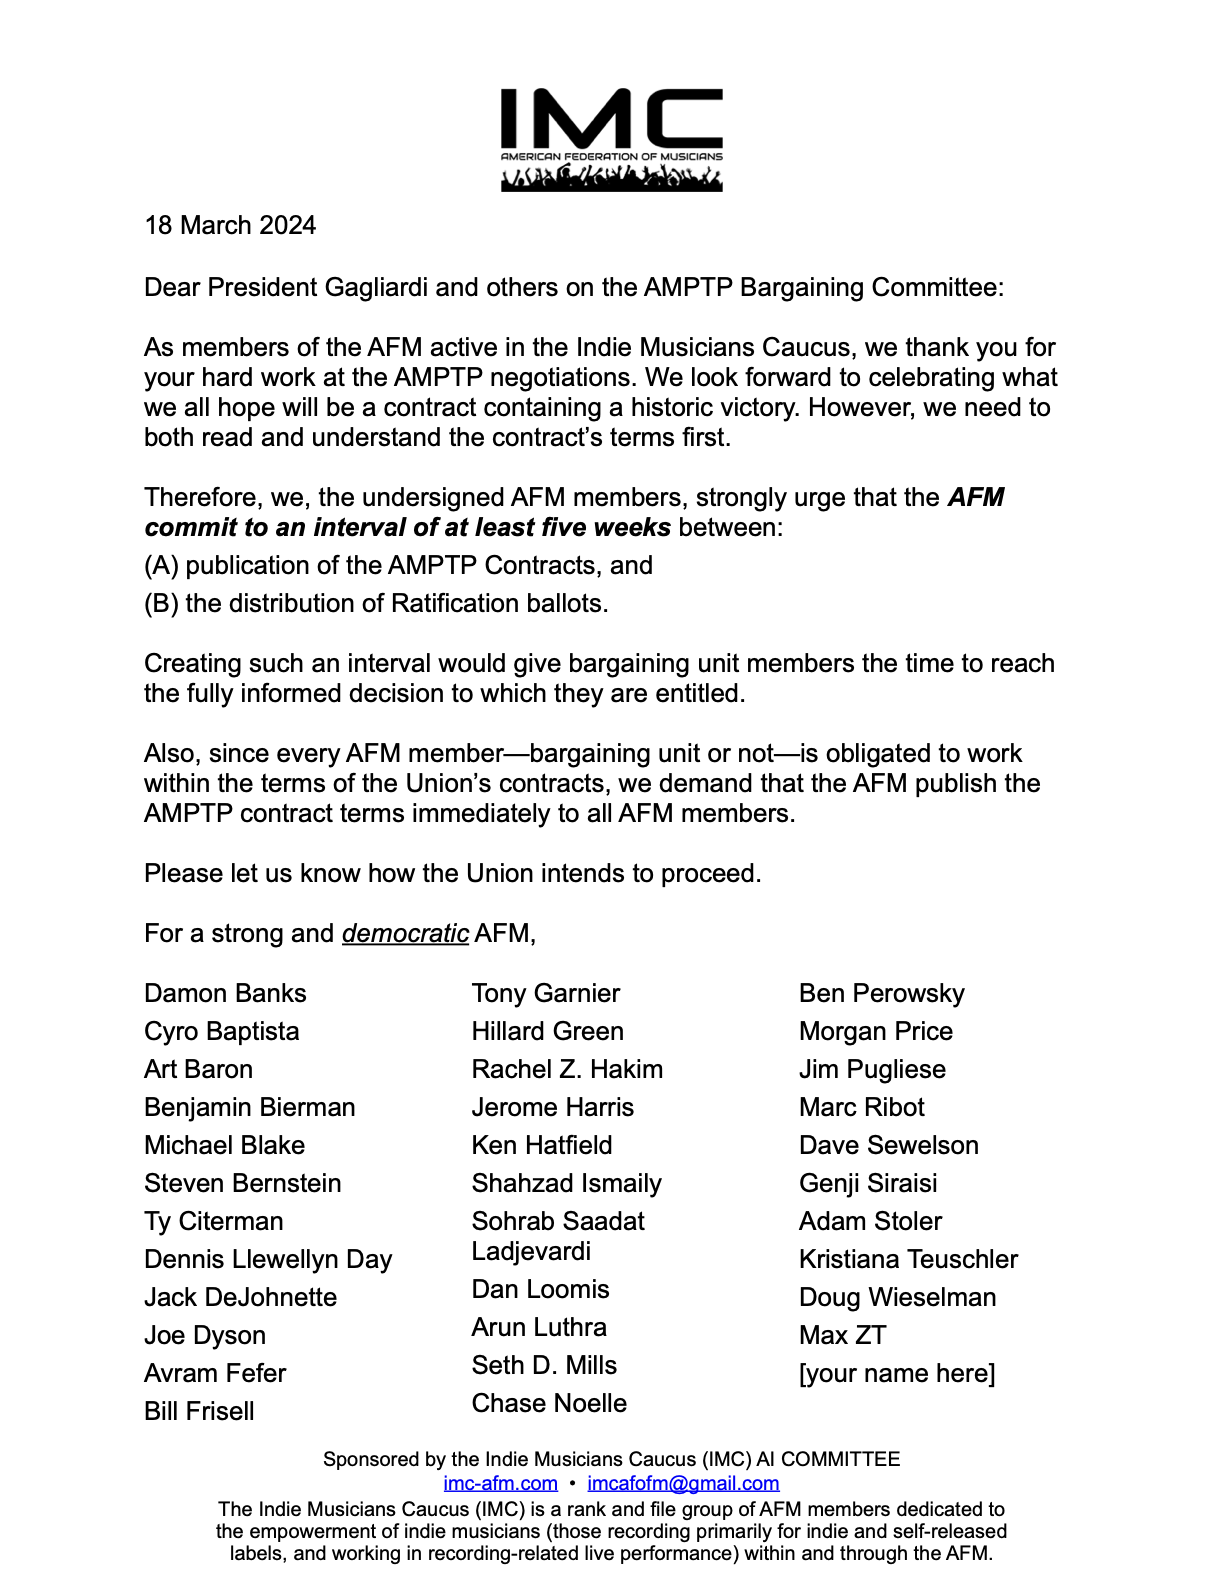 IMC
AMERICAN FEDERATION OF MUSICIANS
18 March 2024
Dear President Gagliardi and others on the AMPTP Bargaining Committee:
As members of the AFM active in the Indie Musicians Caucus, we thank you for
your hard work at the AMPTP negotiations. We look forward to celebrating what
we all hope will be a contract containing a historic victory. However, we need to
both read and understand the contract’s terms first.
Therefore, we, the undersigned AFM members, strongly urge that the AFM
commit to an interval of at least five weeks between:
(A) publication of the AMPTP Contracts, and
(B) the distribution of Ratification ballots.
Creating such an interval would give bargaining unit members the time to reach
the fully informed decision to which they are entitled.
Also, since every AFM member—bargaining unit or not—is obligated to work
within the terms of the Union’s contracts, we demand that the AFM publish the
AMPTP contract terms immediately to all AFM members.
Please let us know how the Union intends to proceed.
For a strong and democratic AFM,
Damon Banks
Cyro Baptista
Art Baron
Benjamin Bierman
Michael Blake
Steven Bernstein
Ty Citerman
Dennis Llewellyn Day
Jack DeJohnette
Joe Dyson
Avram Fefer
Bill Frisell
Tony Garnier
Hillard Green
Rachel Z. Hakim
Jerome Harris
Ken Hatfield
Shahzad Ismaily
Sohrab Saadat
Ladjevardi
Dan Loomis
Arun Luthra
Seth D. Mills
Chase Noelle
Ben Perowsky
Morgan Price
Jim Pugliese
Marc Ribot
Dave Sewelson
Genji Siraisi
Adam Stoler
Kristiana Teuschler
Doug Wieselman
Max ZT
[your name here]
Sponsored by the Indie Musicians Caucus (IMC) AI COMMITTEE
imc-afm.com • imcafofm@gmail.com
The Indie Musicians Caucus (IMC) is a rank and file group of AFM members dedicated to
the empowerment of indie musicians (those recording primarily for indie and self-released
labels, and working in recording-related live performance) within and through the AFM.